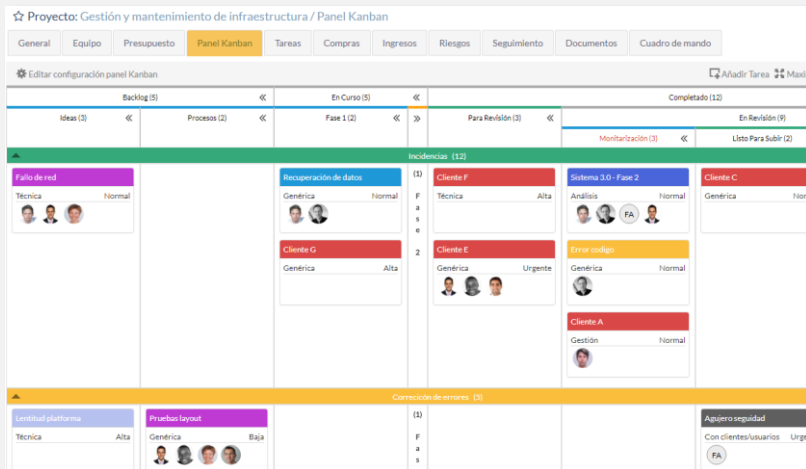 Proyecto: Gestión y mantenimiento de infraestructura / Panel Kanban
General Equipo Presupuesto Panel Kanban Tareas Compras Ingresos Riesgos Seguimiento Documentos Cuadro de mando
Editar configuración panel Kanban Añadir Tarea Maxi
Backlog (5) « En Curso (5) « Completado (12)
Ideas (3) « Procesos (2) « Fase 1 (2) « » Para Revisión (3) « En Revisión (9)
Monitarización (3) « Listo Para Subir (2)
Incidencias (12)
Fallo de red
Técnica Normal
Recuperación de datos
Genérica Normal
Cliente G
Genérica Alta
(1)
F
a
s
e
2
Cliente F
Técnica Alta
Cliente E
Genérica Urgente
Sistema 3.0 - Fase 2
Análisis Normal
FA
Error codigo
Genérica Normal
Cliente A
Gestión Normal
Cliente C
Genérica Nor
Correicón de errores (5)
Lentitud platforma
Técnica Alta
Pruebas layout
Genérica Baja
(1)
F
a
s
Agujero seguidad
Con clientes/usuarios Urge
FA